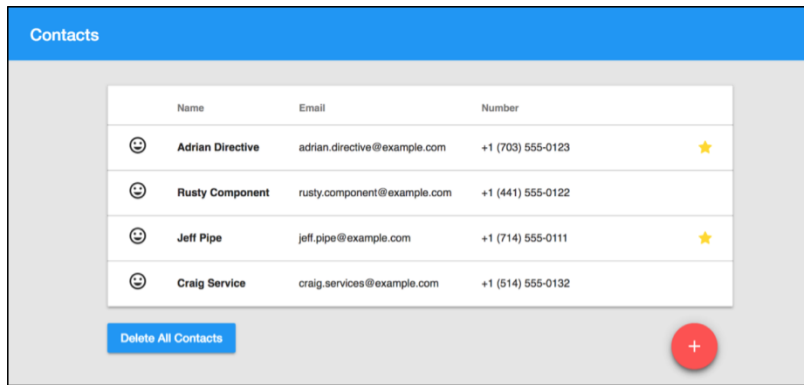 Contacts
Name Email Number
Adrian Directive adrian.directive@example.com +1 (703) 555-0123
Rusty Component rusty.component@example.com +1 (441) 555-0122
Jeff Pipe jeff.pipe@example.com +1 (714) 555-0111
Craig Service craig.services@example.com +1 (514) 555-0132
Delete All Contacts +